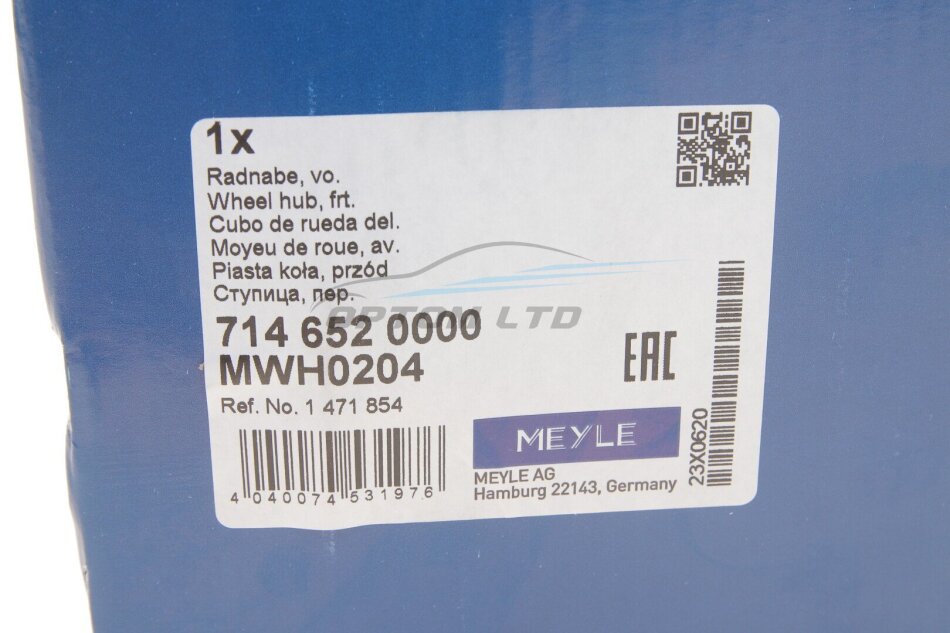 1x
Radnabe, vo.
Wheel hub, frt.
Cubo de rueda del.
Moyeu de roue, av.
Piasta koła, przód
Ступица, пер.
OPTOM LTD
714 652 0000
MWH0204
Ref. No. 1 471 854
EAC
MEYLE
MEYLE AG
Hamburg 22143, Germany
4 040074 531976
23X0620